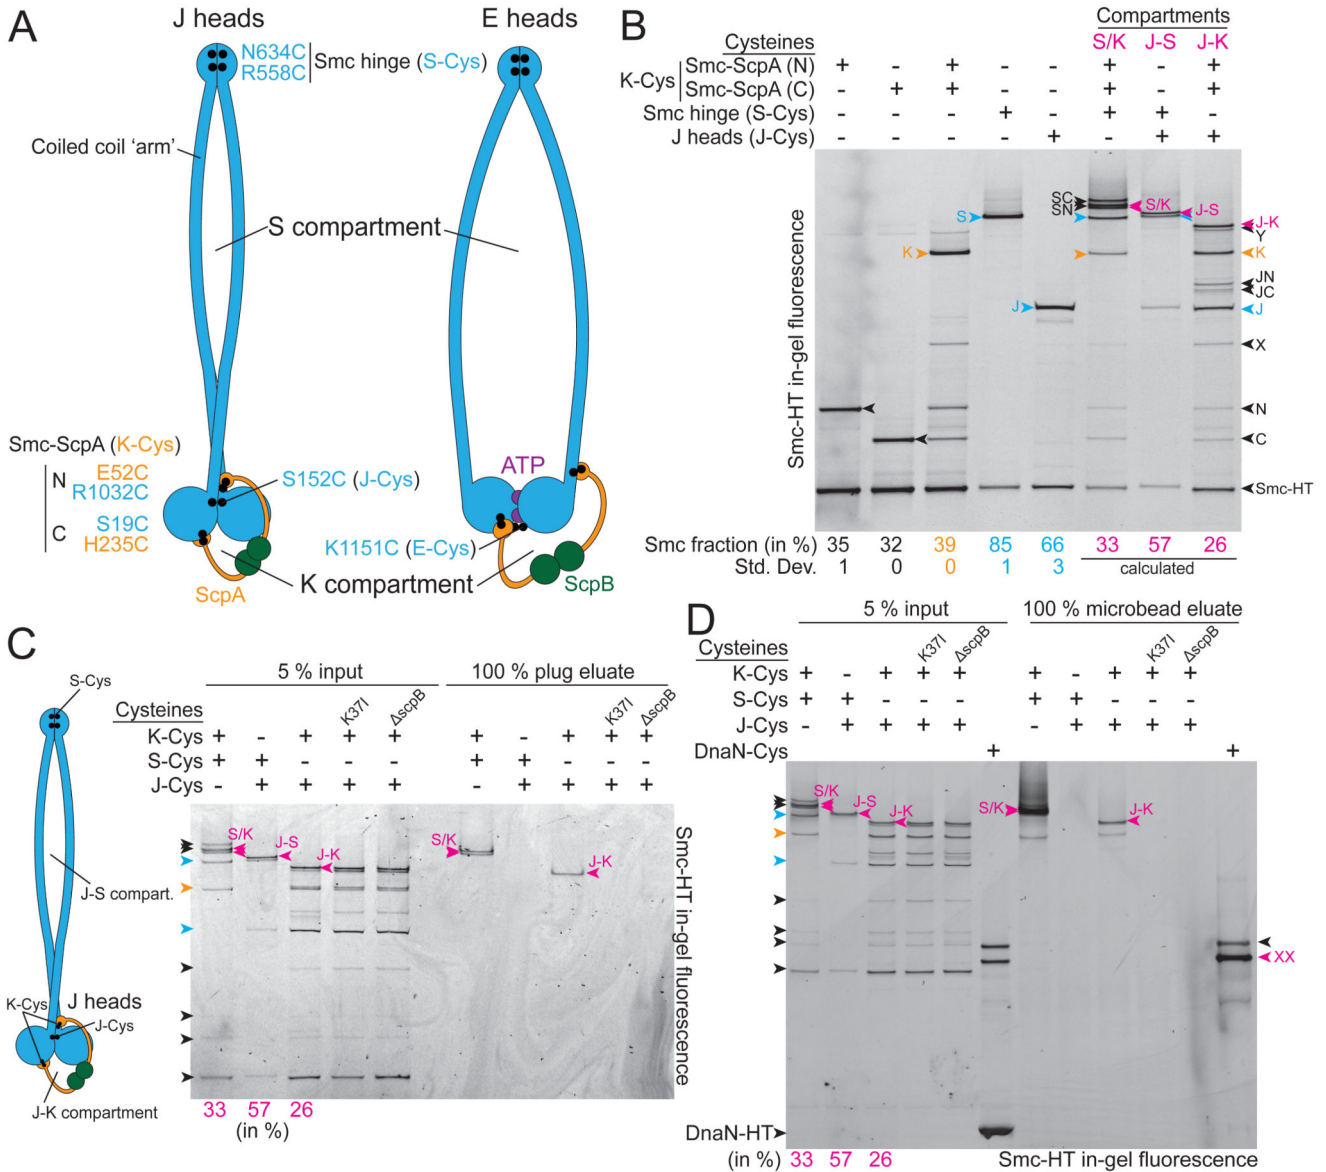 A
J heads
E heads
N634C
R558C
Smc hinge (S-Cys)
Coiled coil 'arm'
S compartment
Smc-ScpA (K-Cys)
N
E52C
R1032C
C
S19C
H235C
S152C (J-Cys)
ATP
K1151C (E-Cys)
K compartment
ScpA
ScpB
B
Compartments
Cysteines
S/K J-S J-K
K-Cys
Smc-ScpA (N) + - + - - + - +
Smc-ScpA (C) - + + - - + - +
Smc hinge (S-Cys) - - - + - + + -
J heads (J-Cys) - - - - + - + +
Smc-HT in-gel fluorescence
K
S
J
SC
SN
S/K
J-S
J-K
Y
K
JN
JC
J
X
N
C
Smc-HT
Smc fraction (in %) 35 32 39 85 66 33 57 26
Std. Dev. 1 0 0 1 3 calculated
C
S-Cys
J-S compart.
K-Cys
J heads
J-Cys
J-K compartment
5 % input
100 % plug eluate
K37I
ΔscpB
K37I
ΔscpB
Cysteines
K-Cys + - + + + + - + + +
S-Cys + + - - - + + - - -
J-Cys - + + + + - + + + +
S/K
J-S
J-K
S/K
J-K
Smc-HT in-gel fluorescence
33 57 26
(in %)
D
5 % input
100 % microbead eluate
K37I
ΔscpB
K37I
ΔscpB
Cysteines
K-Cys + - + + + + - + + +
S-Cys + + - - - + + - - -
J-Cys - + + + + - + + + +
DnaN-Cys + +
S/K
J-S
J-K
S/K
J-K
XX
DnaN-HT
(in %) 33 57 26
Smc-HT in-gel fluorescence